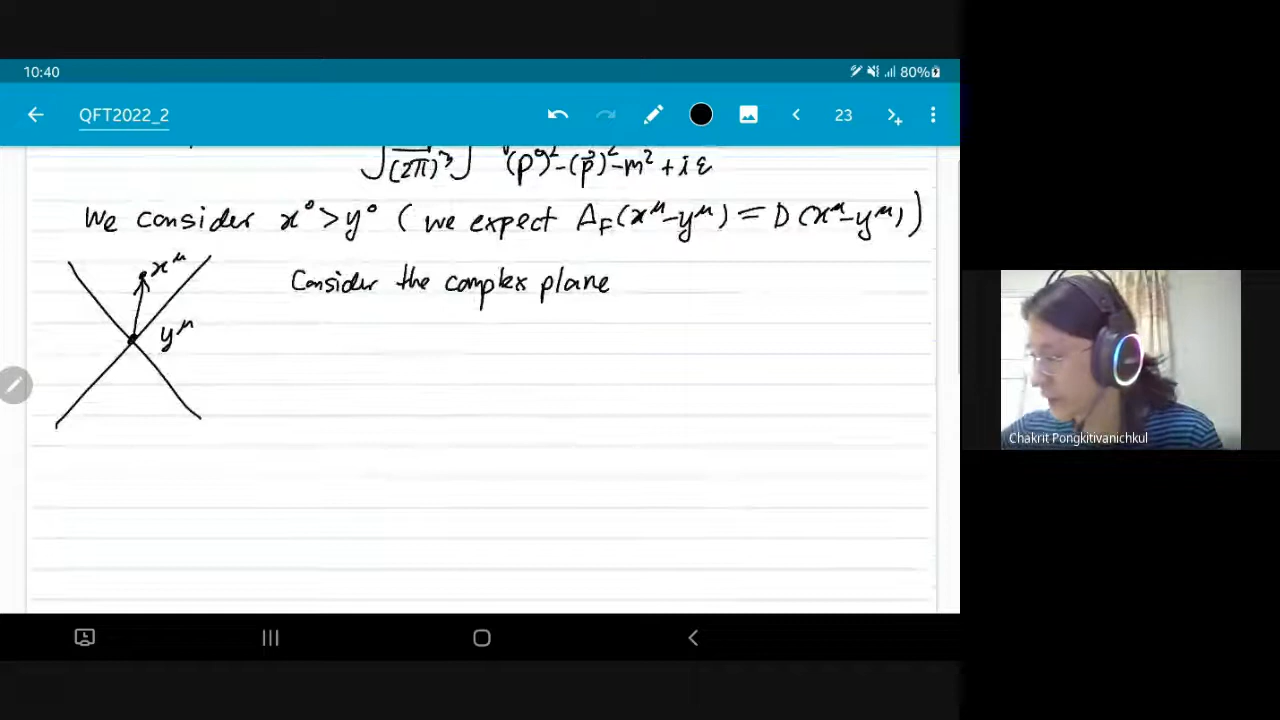 10:40
80%
QFT2022_2
23
∫ (2π)³ ∫ (p⁰)²-(p⃗)²-m²+iε
We consider x⁰>y⁰ (we expect Δ_F(x^μ-y^μ) = D(x^μ-y^μ))
x^μ
Consider the complex plane
y^μ
Chakrit Pongkitivanichkul